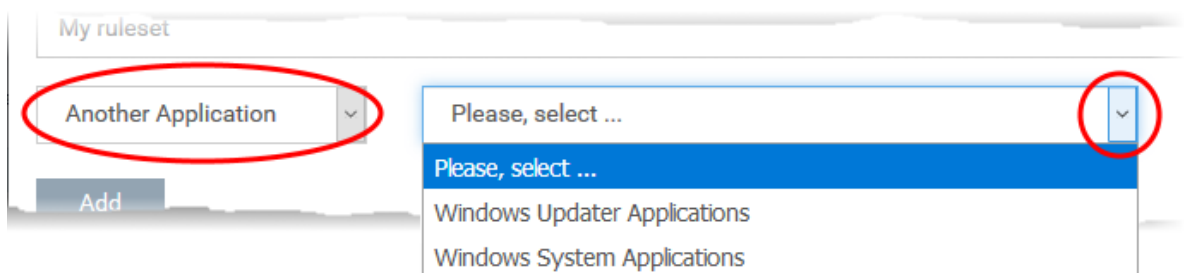 My ruleset
Another Application
Please, select ...
Please, select ...
Add
Windows Updater Applications
Windows System Applications